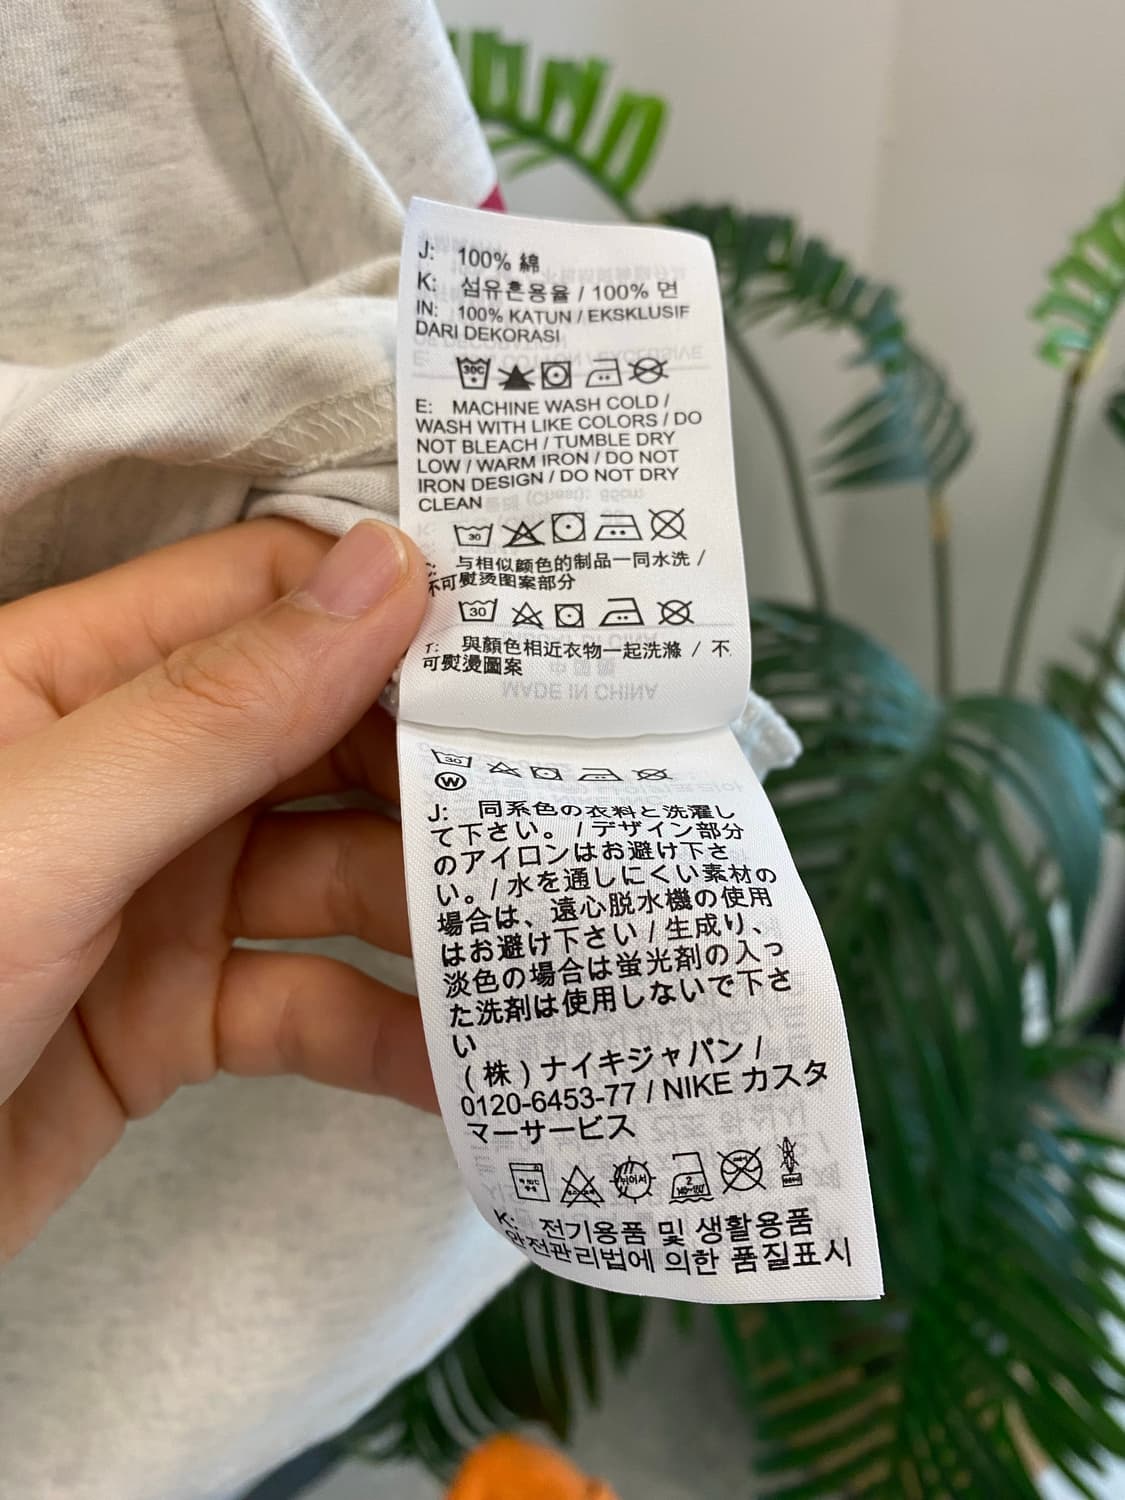 J: 100% 綿
K: 섬유혼용율 / 100% 면
IN: 100% KATUN / EKSKLUSIF
DARI DEKORASI
30C
E: MACHINE WASH COLD /
WASH WITH LIKE COLORS / DO
NOT BLEACH / TUMBLE DRY
LOW / WARM IRON / DO NOT
IRON DESIGN / DO NOT DRY
CLEAN
30
与相似颜色的制品一同水洗 /
不可熨烫图案部分
30
T: 與顏色相近衣物一起洗滌 / 不
可熨燙圖案
MADE IN CHINA
30
W
J: 同系色の衣料と洗濯し
て下さい。/ デザイン部分
のアイロンはお避け下さ
い。/ 水を通しにくい素材の
場合は、遠心脱水機の使用
はお避け下さい / 生成り、
淡色の場合は蛍光剤の入っ
た洗剤は使用しないで下さ
い
(株) ナイキジャパン /
0120-6453-77 / NIKE カスタ
マーサービス
K: 전기용품 및 생활용품
안전관리법에 의한 품질표시